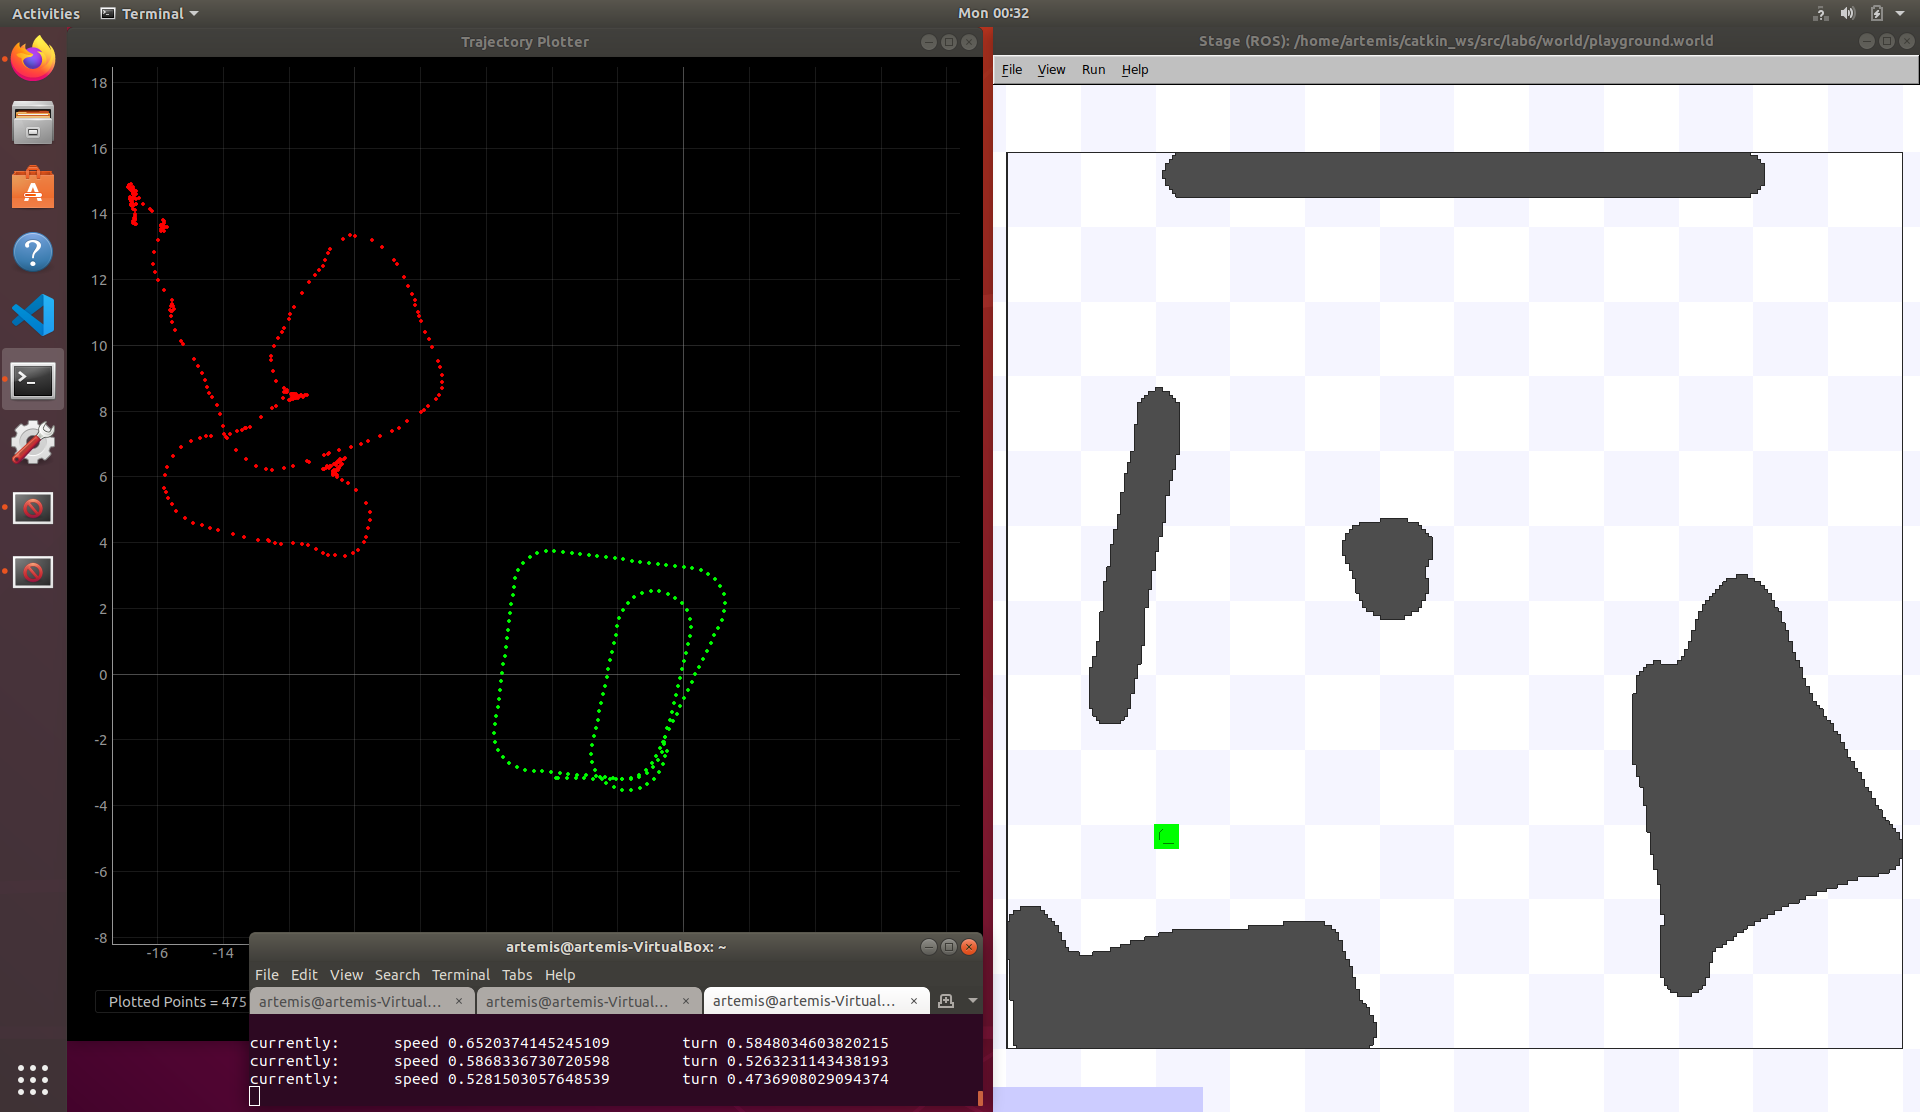 Activities Terminal Mon 00:32
Trajectory Plotter
18
16
14
12
10
8
6
4
2
0
-2
-4
-6
-8
-16 -14
Plotted Points = 475
artemis@artemis-VirtualBox: ~
File Edit View Search Terminal Tabs Help
artemis@artemis-Virtual... × artemis@artemis-Virtual... × artemis@artemis-Virtual... ×
currently: speed 0.6520374145245109 turn 0.5848034603820215
currently: speed 0.5868336730720598 turn 0.5263231143438193
currently: speed 0.5281503057648539 turn 0.4736908029094374
Stage (ROS): /home/artemis/catkin_ws/src/lab6/world/playground.world
File View Run Help